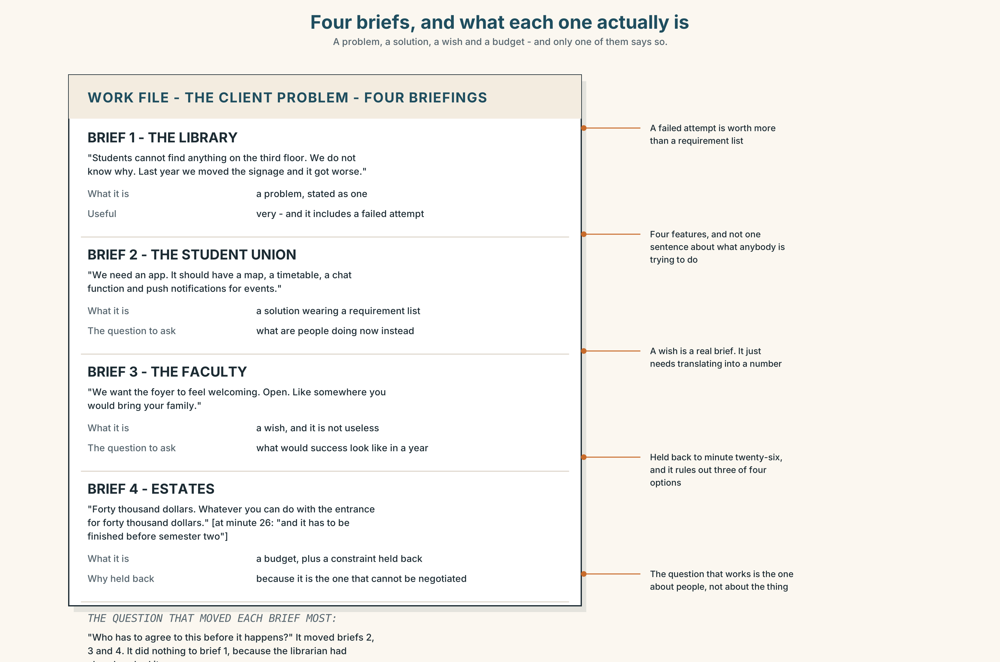 Four briefs, and what each one actually is
A problem, a solution, a wish and a budget - and only one of them says so.
WORK FILE - THE CLIENT PROBLEM - FOUR BRIEFINGS
BRIEF 1 - THE LIBRARY
"Students cannot find anything on the third floor. We do not
know why. Last year we moved the signage and it got worse."
What it is a problem, stated as one
Useful very - and it includes a failed attempt
A failed attempt is worth more
than a requirement list
BRIEF 2 - THE STUDENT UNION
"We need an app. It should have a map, a timetable, a chat
function and push notifications for events."
What it is a solution wearing a requirement list
The question to ask what are people doing now instead
Four features, and not one
sentence about what anybody is
trying to do
BRIEF 3 - THE FACULTY
"We want the foyer to feel welcoming. Open. Like somewhere you
would bring your family."
What it is a wish, and it is not useless
The question to ask what would success look like in a year
A wish is a real brief. It just
needs translating into a number
BRIEF 4 - ESTATES
"Forty thousand dollars. Whatever you can do with the entrance
for forty thousand dollars." [at minute 26: "and it has to be
finished before semester two"]
What it is a budget, plus a constraint held back
Why held back because it is the one that cannot be negotiated
Held back to minute twenty-six,
and it rules out three of four
options
The question that works is the one
about people, not about the thing
THE QUESTION THAT MOVED EACH BRIEF MOST:
"Who has to agree to this before it happens?" It moved briefs 2,
3 and 4. It did nothing to brief 1, because the librarian had